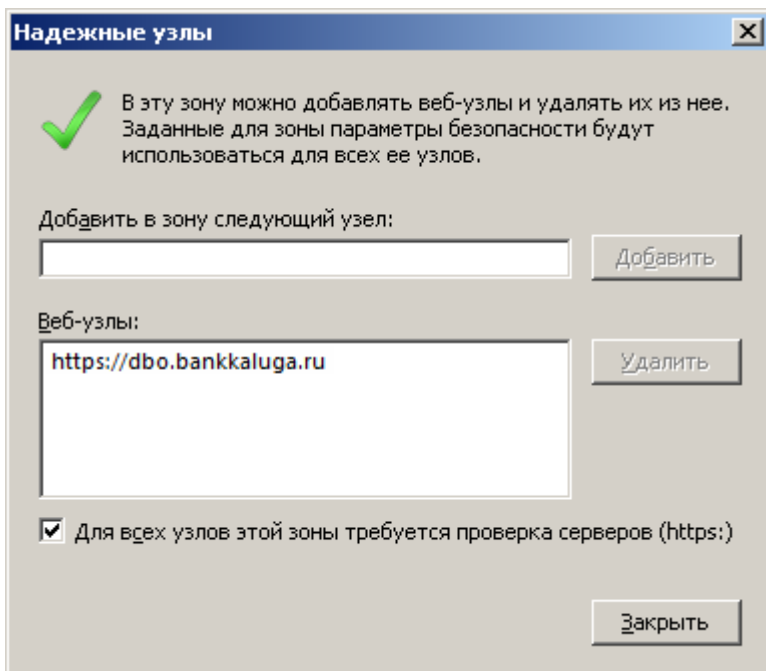 Надежные узлы
В эту зону можно добавлять веб-узлы и удалять их из нее.
Заданные для зоны параметры безопасности будут
использоваться для всех ее узлов.
Добавить в зону следующий узел:
Добавить
Веб-узлы:
https://dbo.bankkaluga.ru
Удалить
Для всех узлов этой зоны требуется проверка серверов (https:)
Закрыть